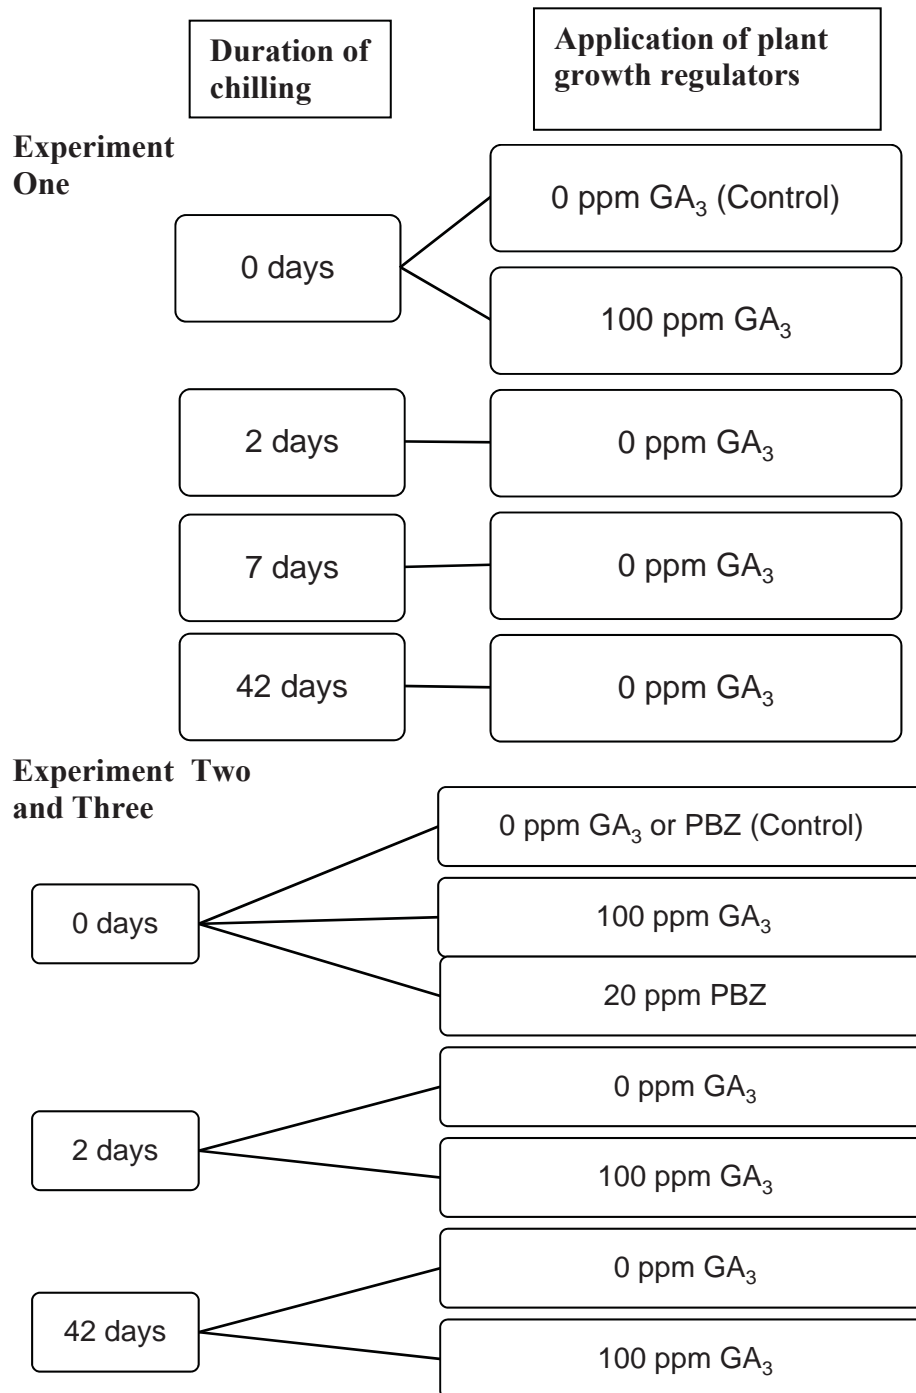 Duration of
chilling
Application of plant
growth regulators
Experiment
One
0 days
0 ppm GA₃ (Control)
100 ppm GA₃
2 days
0 ppm GA₃
7 days
0 ppm GA₃
42 days
0 ppm GA₃
Experiment Two
and Three
0 days
0 ppm GA₃ or PBZ (Control)
100 ppm GA₃
20 ppm PBZ
2 days
0 ppm GA₃
100 ppm GA₃
42 days
0 ppm GA₃
100 ppm GA₃